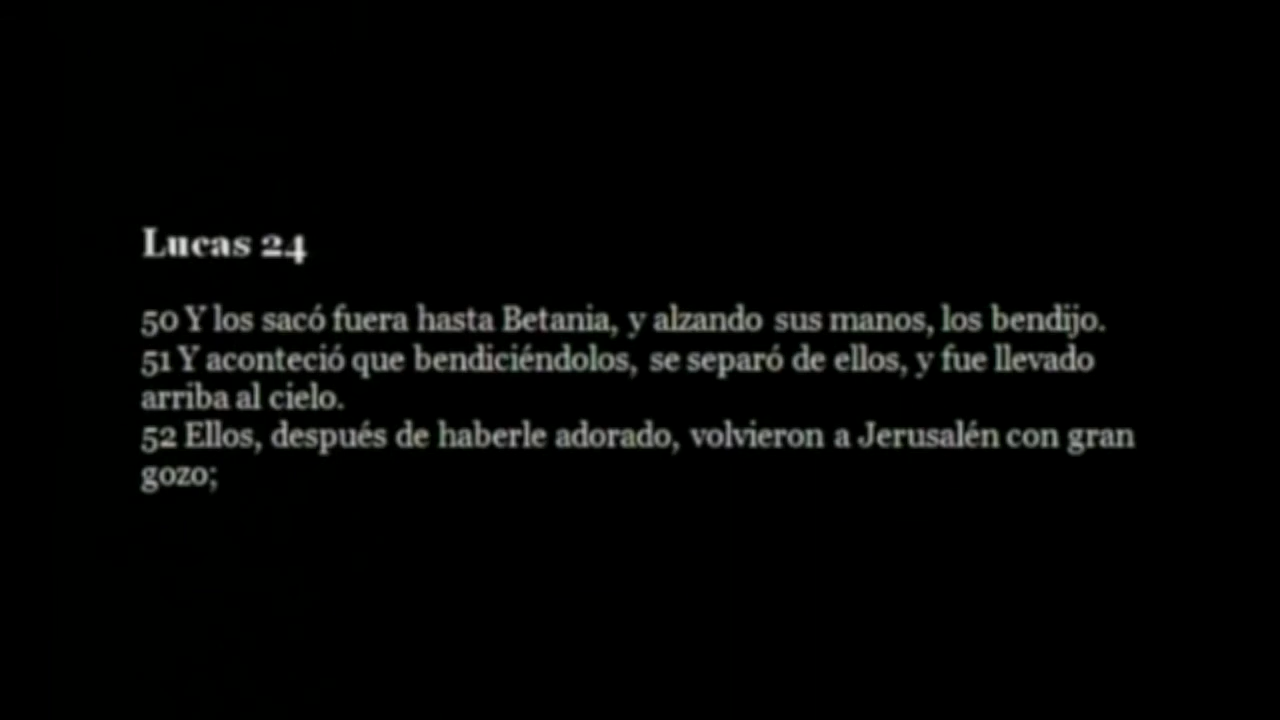 Lucas 24
50 Y los sacó fuera hasta Betania, y alzando sus manos, los bendijo.
51 Y aconteció que bendiciéndolos, se separó de ellos, y fue llevado
arriba al cielo.
52 Ellos, después de haberle adorado, volvieron a Jerusalén con gran
gozo;